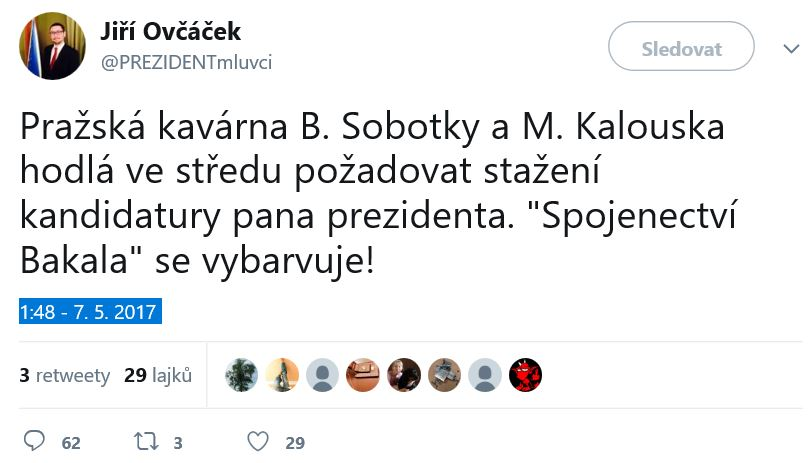 Jiří Ovčáček
@PREZIDENTmluvci
Sledovat
Pražská kavárna B. Sobotky a M. Kalouska
hodlá ve středu požadovat stažení
kandidatury pana prezidenta. "Spojenectví
Bakala" se vybarvuje!
1:48 - 7. 5. 2017
3 retweety 29 lajků
62 3 29